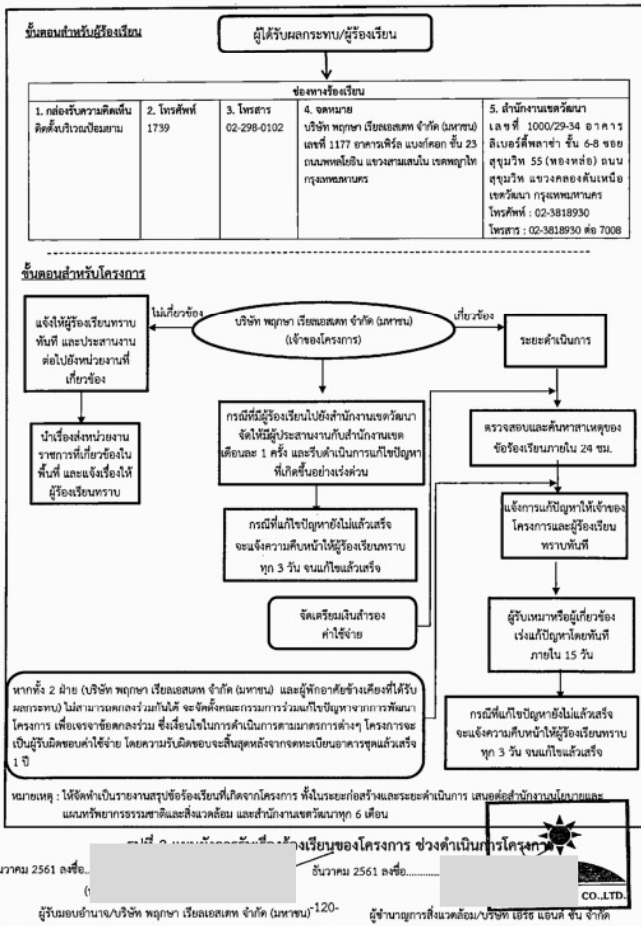 ขั้นตอนสำหรับผู้ร้องเรียน
ผู้ได้รับผลกระทบ/ผู้ร้องเรียน
ช่องทางร้องเรียน
1. กล่องรับความคิดเห็น
ติดตั้งบริเวณป้อมยาม
2. โทรศัพท์
1739
3. โทรสาร
02-298-0102
4. จดหมาย
บริษัท พฤกษา เรียลเอสเตท จำกัด (มหาชน)
เลขที่ 1177 อาคารเพิร์ล แบงก์คอก ชั้น 23
ถนนพหลโยธิน แขวงสามเสนใน เขตพญาไท
กรุงเทพมหานคร
5. สำนักงานเขตวัฒนา
เลขที่ 1000/29-34 อาคาร
ลิเบอร์ตี้พลาซ่า ชั้น 6-8 ซอย
สุขุมวิท 55 (ทองหล่อ) ถนน
สุขุมวิท แขวงคลองตันเหนือ
เขตวัฒนา กรุงเทพมหานคร
โทรศัพท์ : 02-3818930
โทรสาร : 02-3818930 ต่อ 7008
ขั้นตอนสำหรับโครงการ
แจ้งให้ผู้ร้องเรียนทราบ
ทันที และประสานงาน
ต่อไปยังหน่วยงานที่
เกี่ยวข้อง
ไม่เกี่ยวข้อง
บริษัท พฤกษา เรียลเอสเตท จำกัด (มหาชน)
(เจ้าของโครงการ)
เกี่ยวข้อง
ระยะดำเนินการ
นำเรื่องส่งหน่วยงาน
ราชการที่เกี่ยวข้องใน
พื้นที่ และแจ้งเรื่องให้
ผู้ร้องเรียนทราบ
กรณีที่มีผู้ร้องเรียนไปยังสำนักงานเขตวัฒนา
จัดให้มีผู้ประสานงานกับสำนักงานเขต
เดือนละ 1 ครั้ง และรีบดำเนินการแก้ไขปัญหา
ที่เกิดขึ้นอย่างเร่งด่วน
ตรวจสอบและค้นหาสาเหตุของ
ข้อร้องเรียนภายใน 24 ชม.
กรณีที่แก้ไขปัญหายังไม่แล้วเสร็จ
จะแจ้งความคืบหน้าให้ผู้ร้องเรียนทราบ
ทุก 3 วัน จนแก้ไขแล้วเสร็จ
แจ้งการแก้ปัญหาให้เจ้าของ
โครงการและผู้ร้องเรียน
ทราบทันที
จัดเตรียมเงินสำรอง
ค่าใช้จ่าย
ผู้รับเหมาหรือผู้เกี่ยวข้อง
เร่งแก้ปัญหาโดยทันที
ภายใน 15 วัน
หากทั้ง 2 ฝ่าย (บริษัท พฤกษา เรียลเอสเตท จำกัด (มหาชน) และผู้พักอาศัยข้างเคียงที่ได้รับ
ผลกระทบ) ไม่สามารถตกลงร่วมกันได้ จะจัดตั้งคณะกรรมการร่วมแก้ไขปัญหาจากการพัฒนา
โครงการ เพื่อเจรจาข้อตกลงร่วม ซึ่งเงื่อนไขในการดำเนินการตามมาตรการต่างๆ โครงการจะ
เป็นผู้รับผิดชอบค่าใช้จ่าย โดยความรับผิดชอบจะสิ้นสุดหลังจากจดทะเบียนอาคารชุดแล้วเสร็จ
1 ปี
กรณีที่แก้ไขปัญหายังไม่แล้วเสร็จ
จะแจ้งความคืบหน้าให้ผู้ร้องเรียนทราบ
ทุก 3 วัน จนแก้ไขแล้วเสร็จ
หมายเหตุ : ให้จัดทำเป็นรายงานสรุปข้อร้องเรียนที่เกิดจากโครงการ ทั้งในระยะก่อสร้างและระยะดำเนินการ เสนอต่อสำนักงานนโยบายและ
แผนทรัพยากรธรรมชาติและสิ่งแวดล้อม และสำนักงานเขตวัฒนาทุก 6 เดือน
ของโครงการ ช่วงดำเนินการโครงการ
ธันวาคม 2561 ลงชื่อ
ธันวาคม 2561 ลงชื่อ
CO.,LTD.
ผู้รับมอบอำนาจ/บริษัท พฤกษา เรียลเอสเตท จำกัด (มหาชน) -120- ผู้ชำนาญการสิ่งแวดล้อม/บริษัท เอิร์ธ แอนด์ ซัน จำกัด